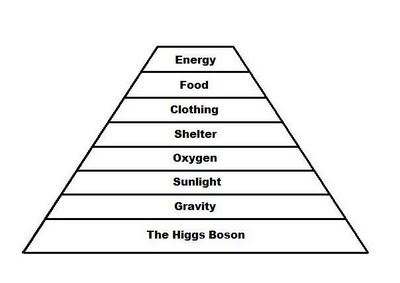 Energy
Food
Clothing
Shelter
Oxygen
Sunlight
Gravity
The Higgs Boson